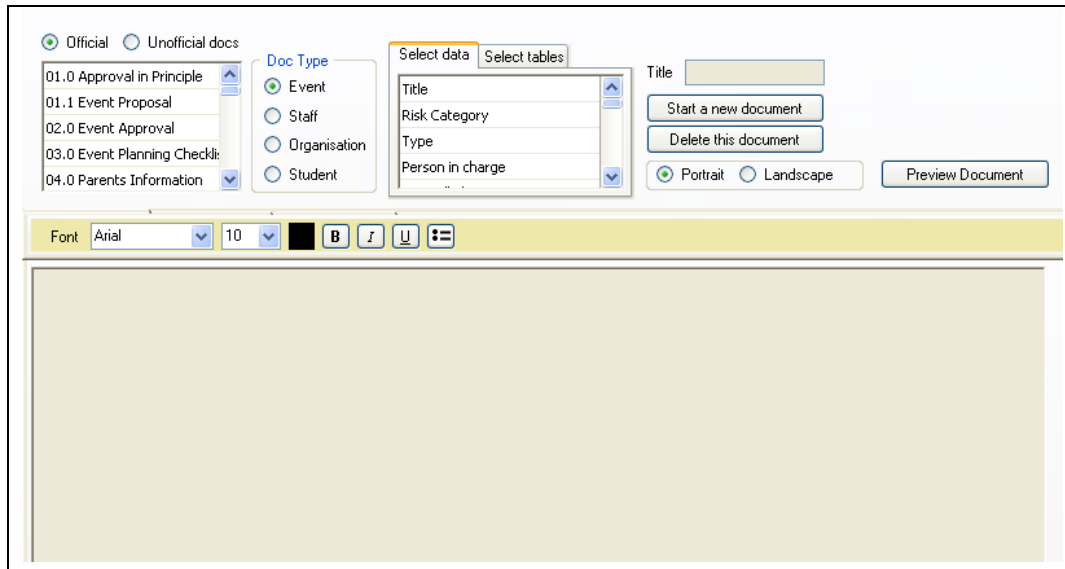 Official Unofficial docs
01.0 Approval in Principle
01.1 Event Proposal
02.0 Event Approval
03.0 Event Planning Checkli
04.0 Parents Information
Doc Type
Event
Staff
Organisation
Student
Select data Select tables
Title
Risk Category
Type
Person in charge
Title
Start a new document
Delete this document
Portrait Landscape
Preview Document
Font Arial 10 B I U